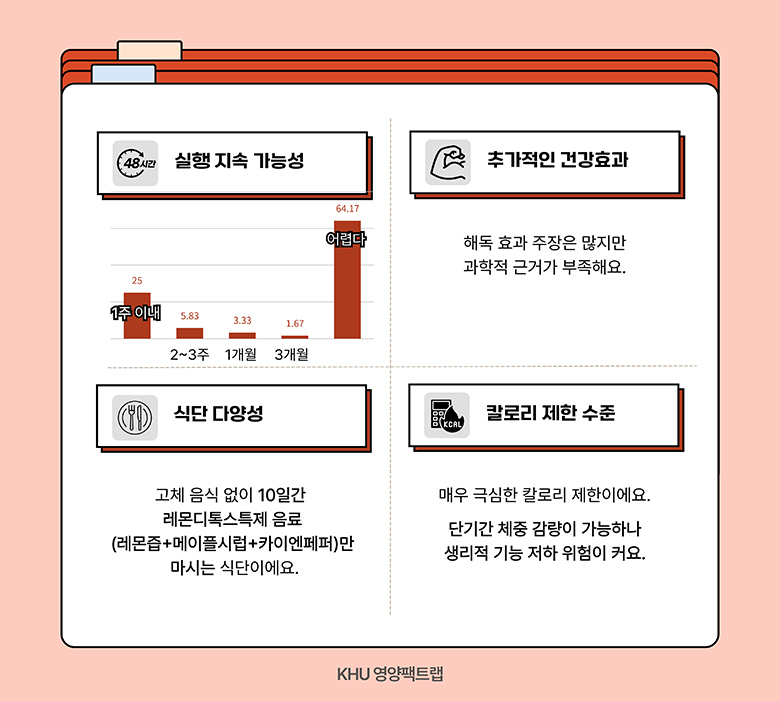 48시간
실행 지속 가능성
64.17
어렵다
25
1주 이내
5.83
3.33
1.67
2~3주 1개월 3개월
추가적인 건강효과
해독 효과 주장은 많지만
과학적 근거가 부족해요.
식단 다양성
고체 음식 없이 10일간
레몬디톡스특제 음료
(레몬즙+메이플시럽+카이엔페퍼)만
마시는 식단이에요.
KCAL
칼로리 제한 수준
매우 극심한 칼로리 제한이에요.
단기간 체중 감량이 가능하나
생리적 기능 저하 위험이 커요.
KHU 영양팩트랩